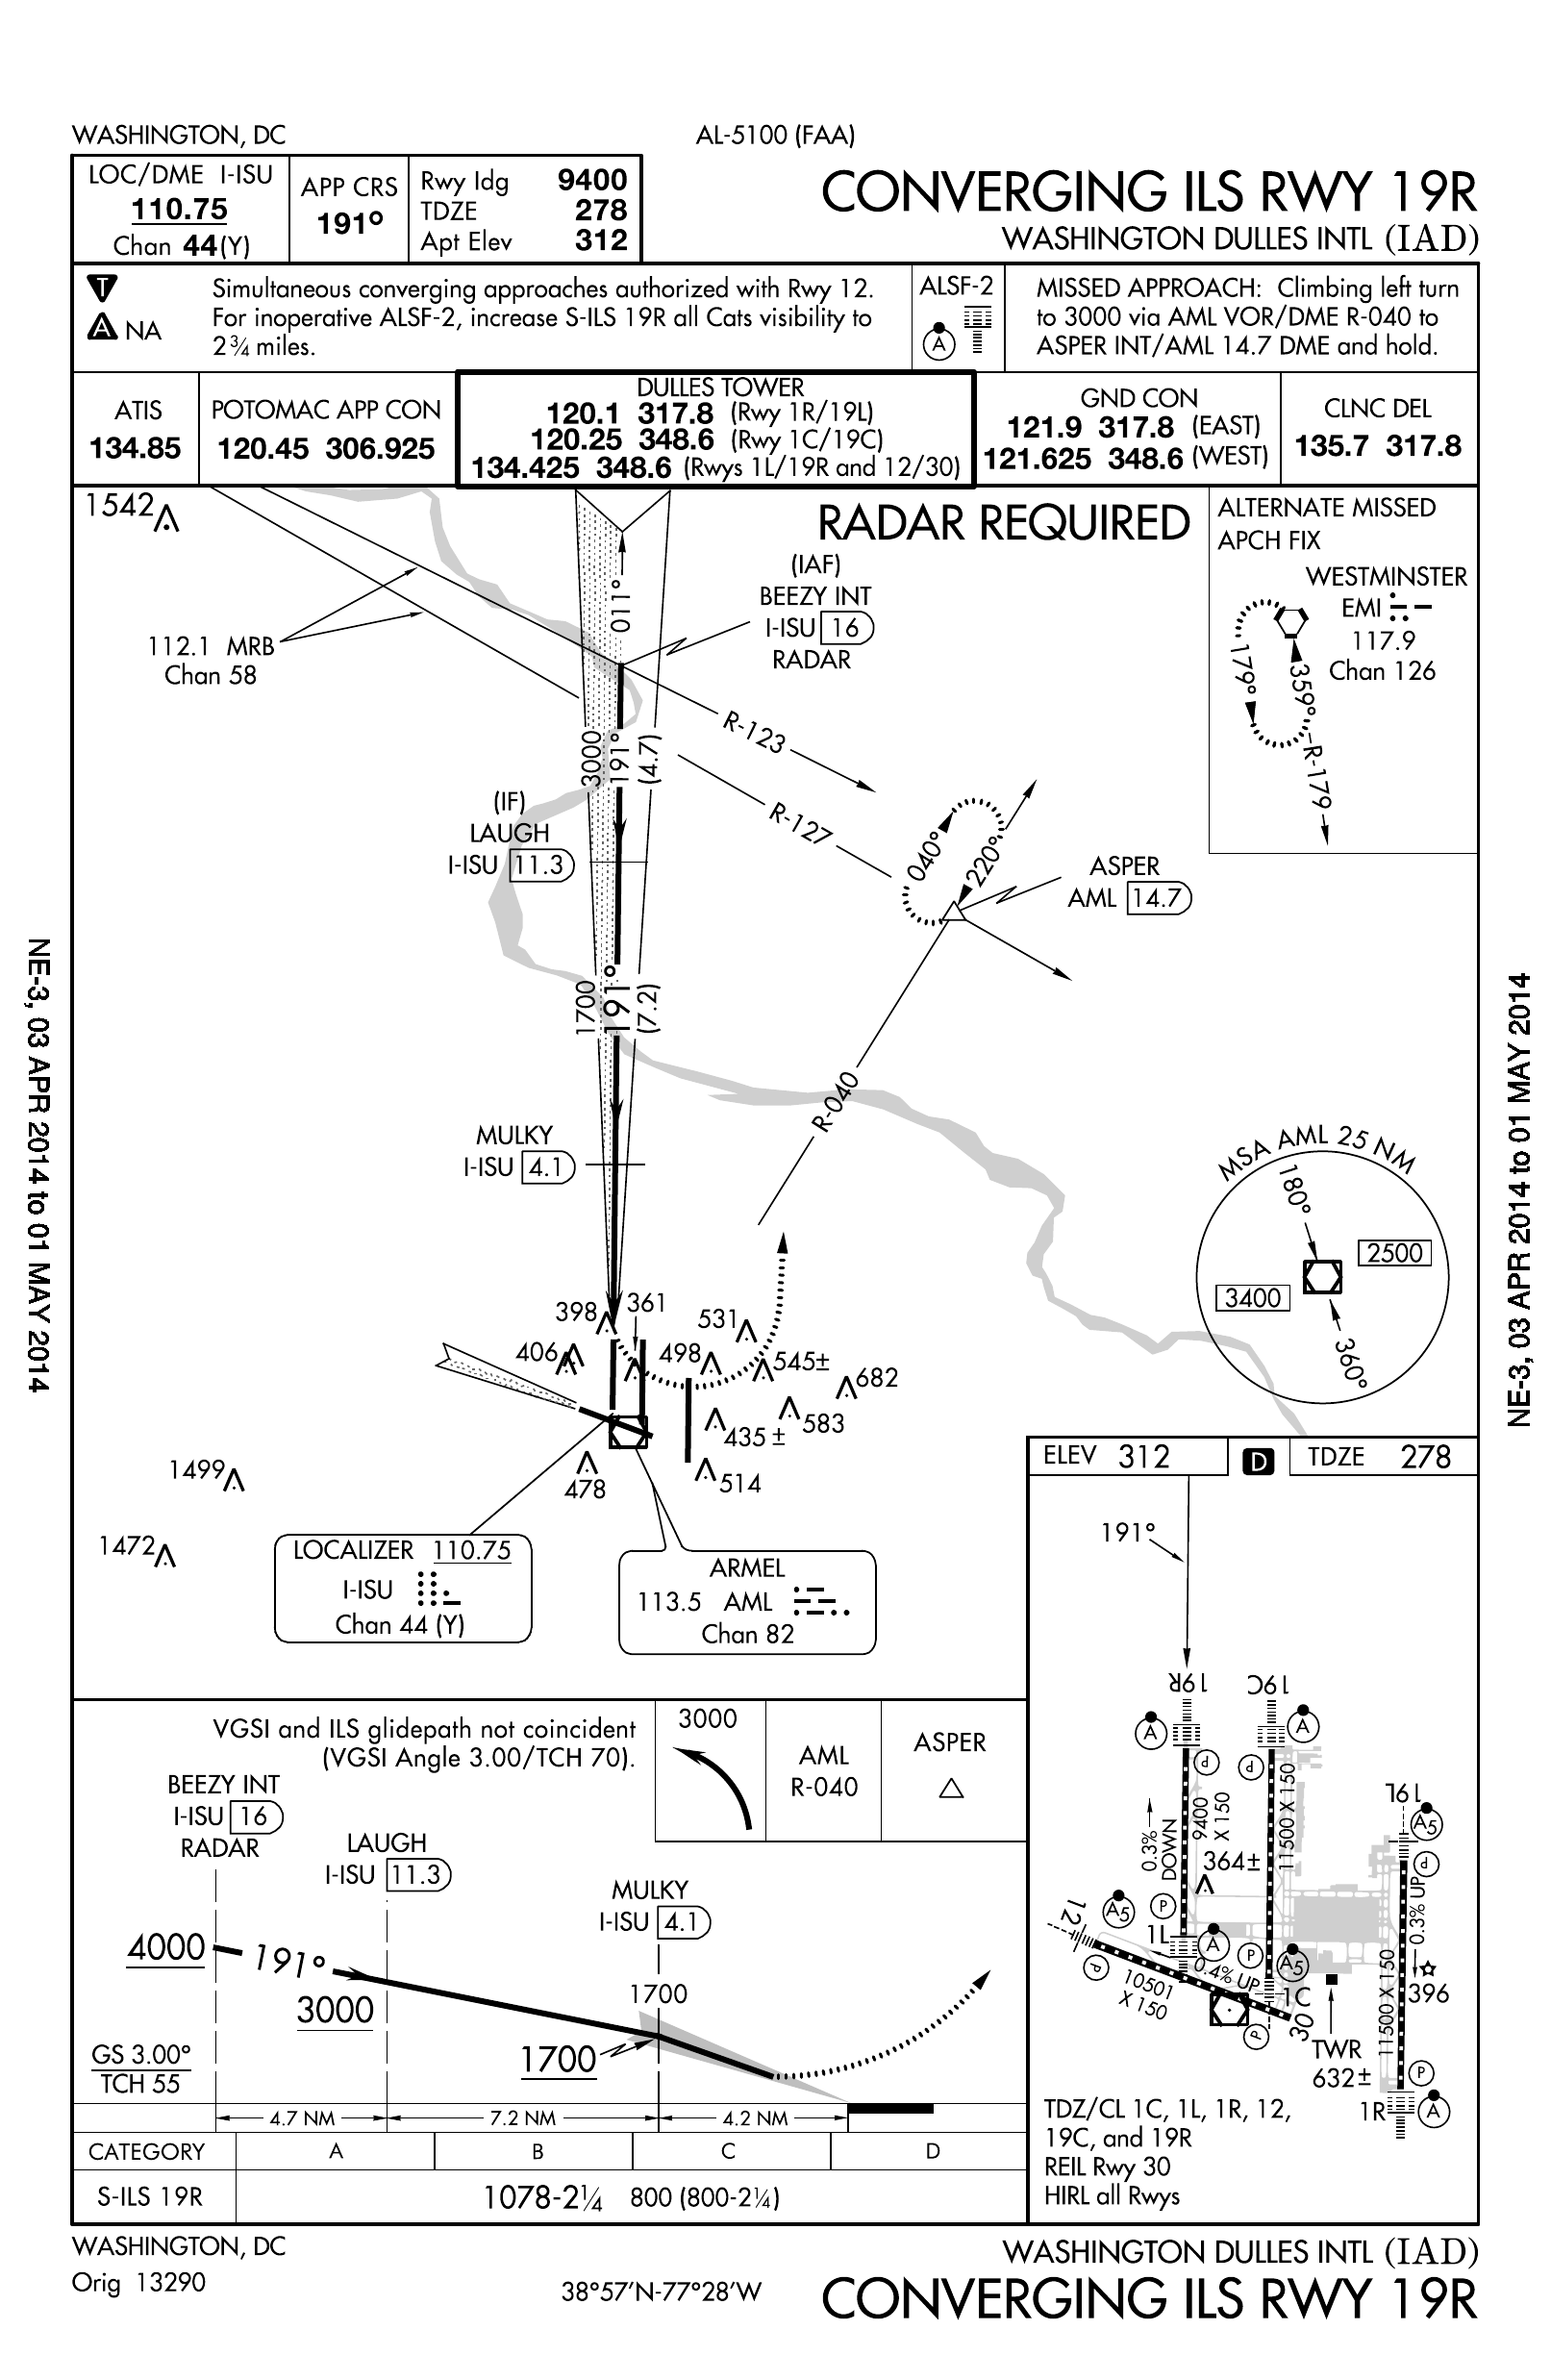 WASHINGTON, DC
AL-5100 (FAA)
CONVERGING ILS RWY 19R
WASHINGTON DULLES INTL (IAD)
LOC/DME I-ISU
110.75
Chan 44(Y)
APP CRS
191°
Rwy ldg 9400
TDZE 278
Apt Elev 312
T
A NA
Simultaneous converging approaches authorized with Rwy 12.
For inoperative ALSF-2, increase S-ILS 19R all Cats visibility to
2¾ miles.
ALSF-2
A
MISSED APPROACH: Climbing left turn
to 3000 via AML VOR/DME R-040 to
ASPER INT/AML 14.7 DME and hold.
ATIS
134.85
POTOMAC APP CON
120.45 306.925
DULLES TOWER
120.1 317.8 (Rwy 1R/19L)
120.25 348.6 (Rwy 1C/19C)
134.425 348.6 (Rwys 1L/19R and 12/30)
GND CON
121.9 317.8 (EAST)
121.625 348.6 (WEST)
CLNC DEL
135.7 317.8
1542
RADAR REQUIRED
ALTERNATE MISSED
APCH FIX
WESTMINSTER
EMI
117.9
Chan 126
179°
359°
R-179
(IAF)
BEEZY INT
I-ISU 16
RADAR
011°
112.1 MRB
Chan 58
R-123
R-127
3000
191°
(4.7)
(IF)
LAUGH
I-ISU 11.3
040°
220°
ASPER
AML 14.7
1700
191°
(7.2)
R-040
MULKY
I-ISU 4.1
MSA AML 25 NM
180°
2500
3400
360°
398
361
531
406
498
545±
682
583
435±
514
478
1499
1472
LOCALIZER 110.75
I-ISU
Chan 44 (Y)
ARMEL
113.5 AML
Chan 82
ELEV 312
D
TDZE 278
191°
19R
19C
A
A
P
P
0.3%
DOWN
9400
X 150
11500 X 150
364±
19L
A5
P
0.3% UP
12
A5
P
1L
A
P
A5
0.4% UP
P
10501
X 150
1C
30
P
TWR
632±
11500 X 150
396
P
1R
A
TDZ/CL 1C, 1L, 1R, 12,
19C, and 19R
REIL Rwy 30
HIRL all Rwys
VGSI and ILS glidepath not coincident
(VGSI Angle 3.00/TCH 70).
3000
AML
R-040
ASPER
BEEZY INT
I-ISU 16
RADAR
LAUGH
I-ISU 11.3
MULKY
I-ISU 4.1
4000
191°
3000
1700
1700
GS 3.00°
TCH 55
4.7 NM
7.2 NM
4.2 NM
CATEGORY A B C D
S-ILS 19R 1078-2¼ 800 (800-2¼)
WASHINGTON, DC
Orig 13290
38°57'N-77°28'W
WASHINGTON DULLES INTL (IAD)
CONVERGING ILS RWY 19R
NE-3, 03 APR 2014 to 01 MAY 2014
NE-3, 03 APR 2014 to 01 MAY 2014